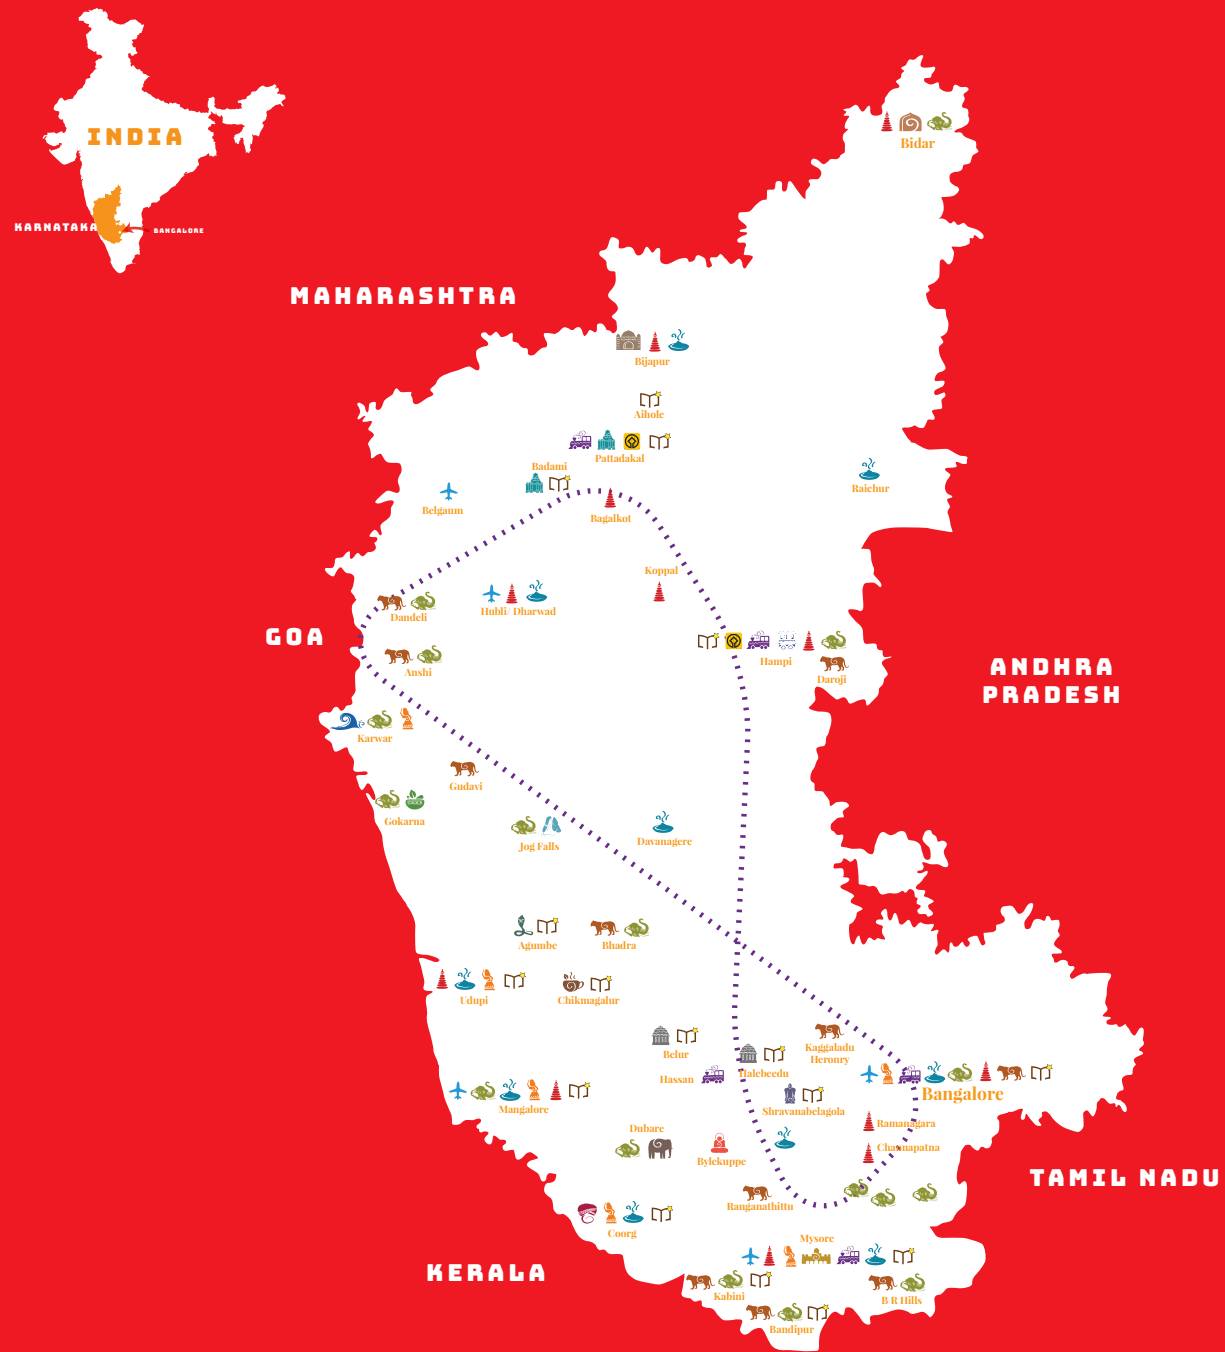 INDIA
KARNATAKA
BANGALORE
Bidar
MAHARASHTRA
Bijapur
Aihole
Pattadakal
Badami
Raichur
Belgaum
Bagalkot
Koppal
Dandeli
Hubli/ Dharwad
GOA
Hampi
Anshi
Daroji
ANDHRA
PRADESH
Karwar
Gudavi
Gokarna
Jog Falls
Davanagere
Agumbe
Bhadra
Udupi
Chikmagalur
Kaggaladu
Heronry
Belur
Halebeedu
Hassan
Bangalore
Mangalore
Shravanabelagola
Ramanagara
Dubare
Channapatna
Bylekuppe
TAMIL NADU
Ranganathittu
Coorg
Mysore
KERALA
Kabini
B R Hills
Bandipur